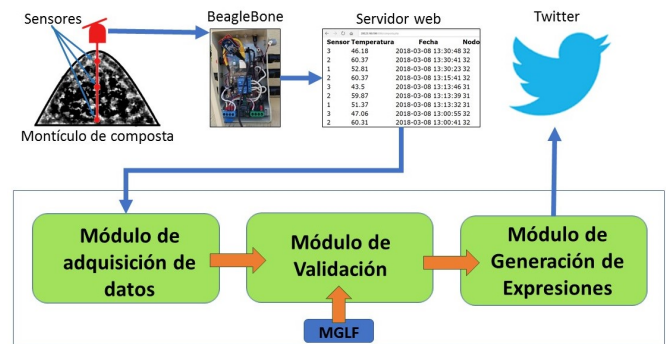 Sensores
BeagleBone
Servidor web
Twitter
Sensor Temperatura Fecha Nodo
3 46.18 2018-03-08 13:30:48 32
2 60.37 2018-03-08 13:30:41 32
1 52.81 2018-03-08 13:30:23 32
2 60.37 2018-03-08 13:15:41 32
3 43.5 2018-03-08 13:13:46 31
2 59.87 2018-03-08 13:13:39 31
1 51.37 2018-03-08 13:13:32 31
3 47.06 2018-03-08 13:00:55 32
2 60.31 2018-03-08 13:00:41 32
Montículo de composta
Módulo de
adquisición de
datos
Módulo de
Validación
Módulo de
Generación de
Expresiones
MGLF